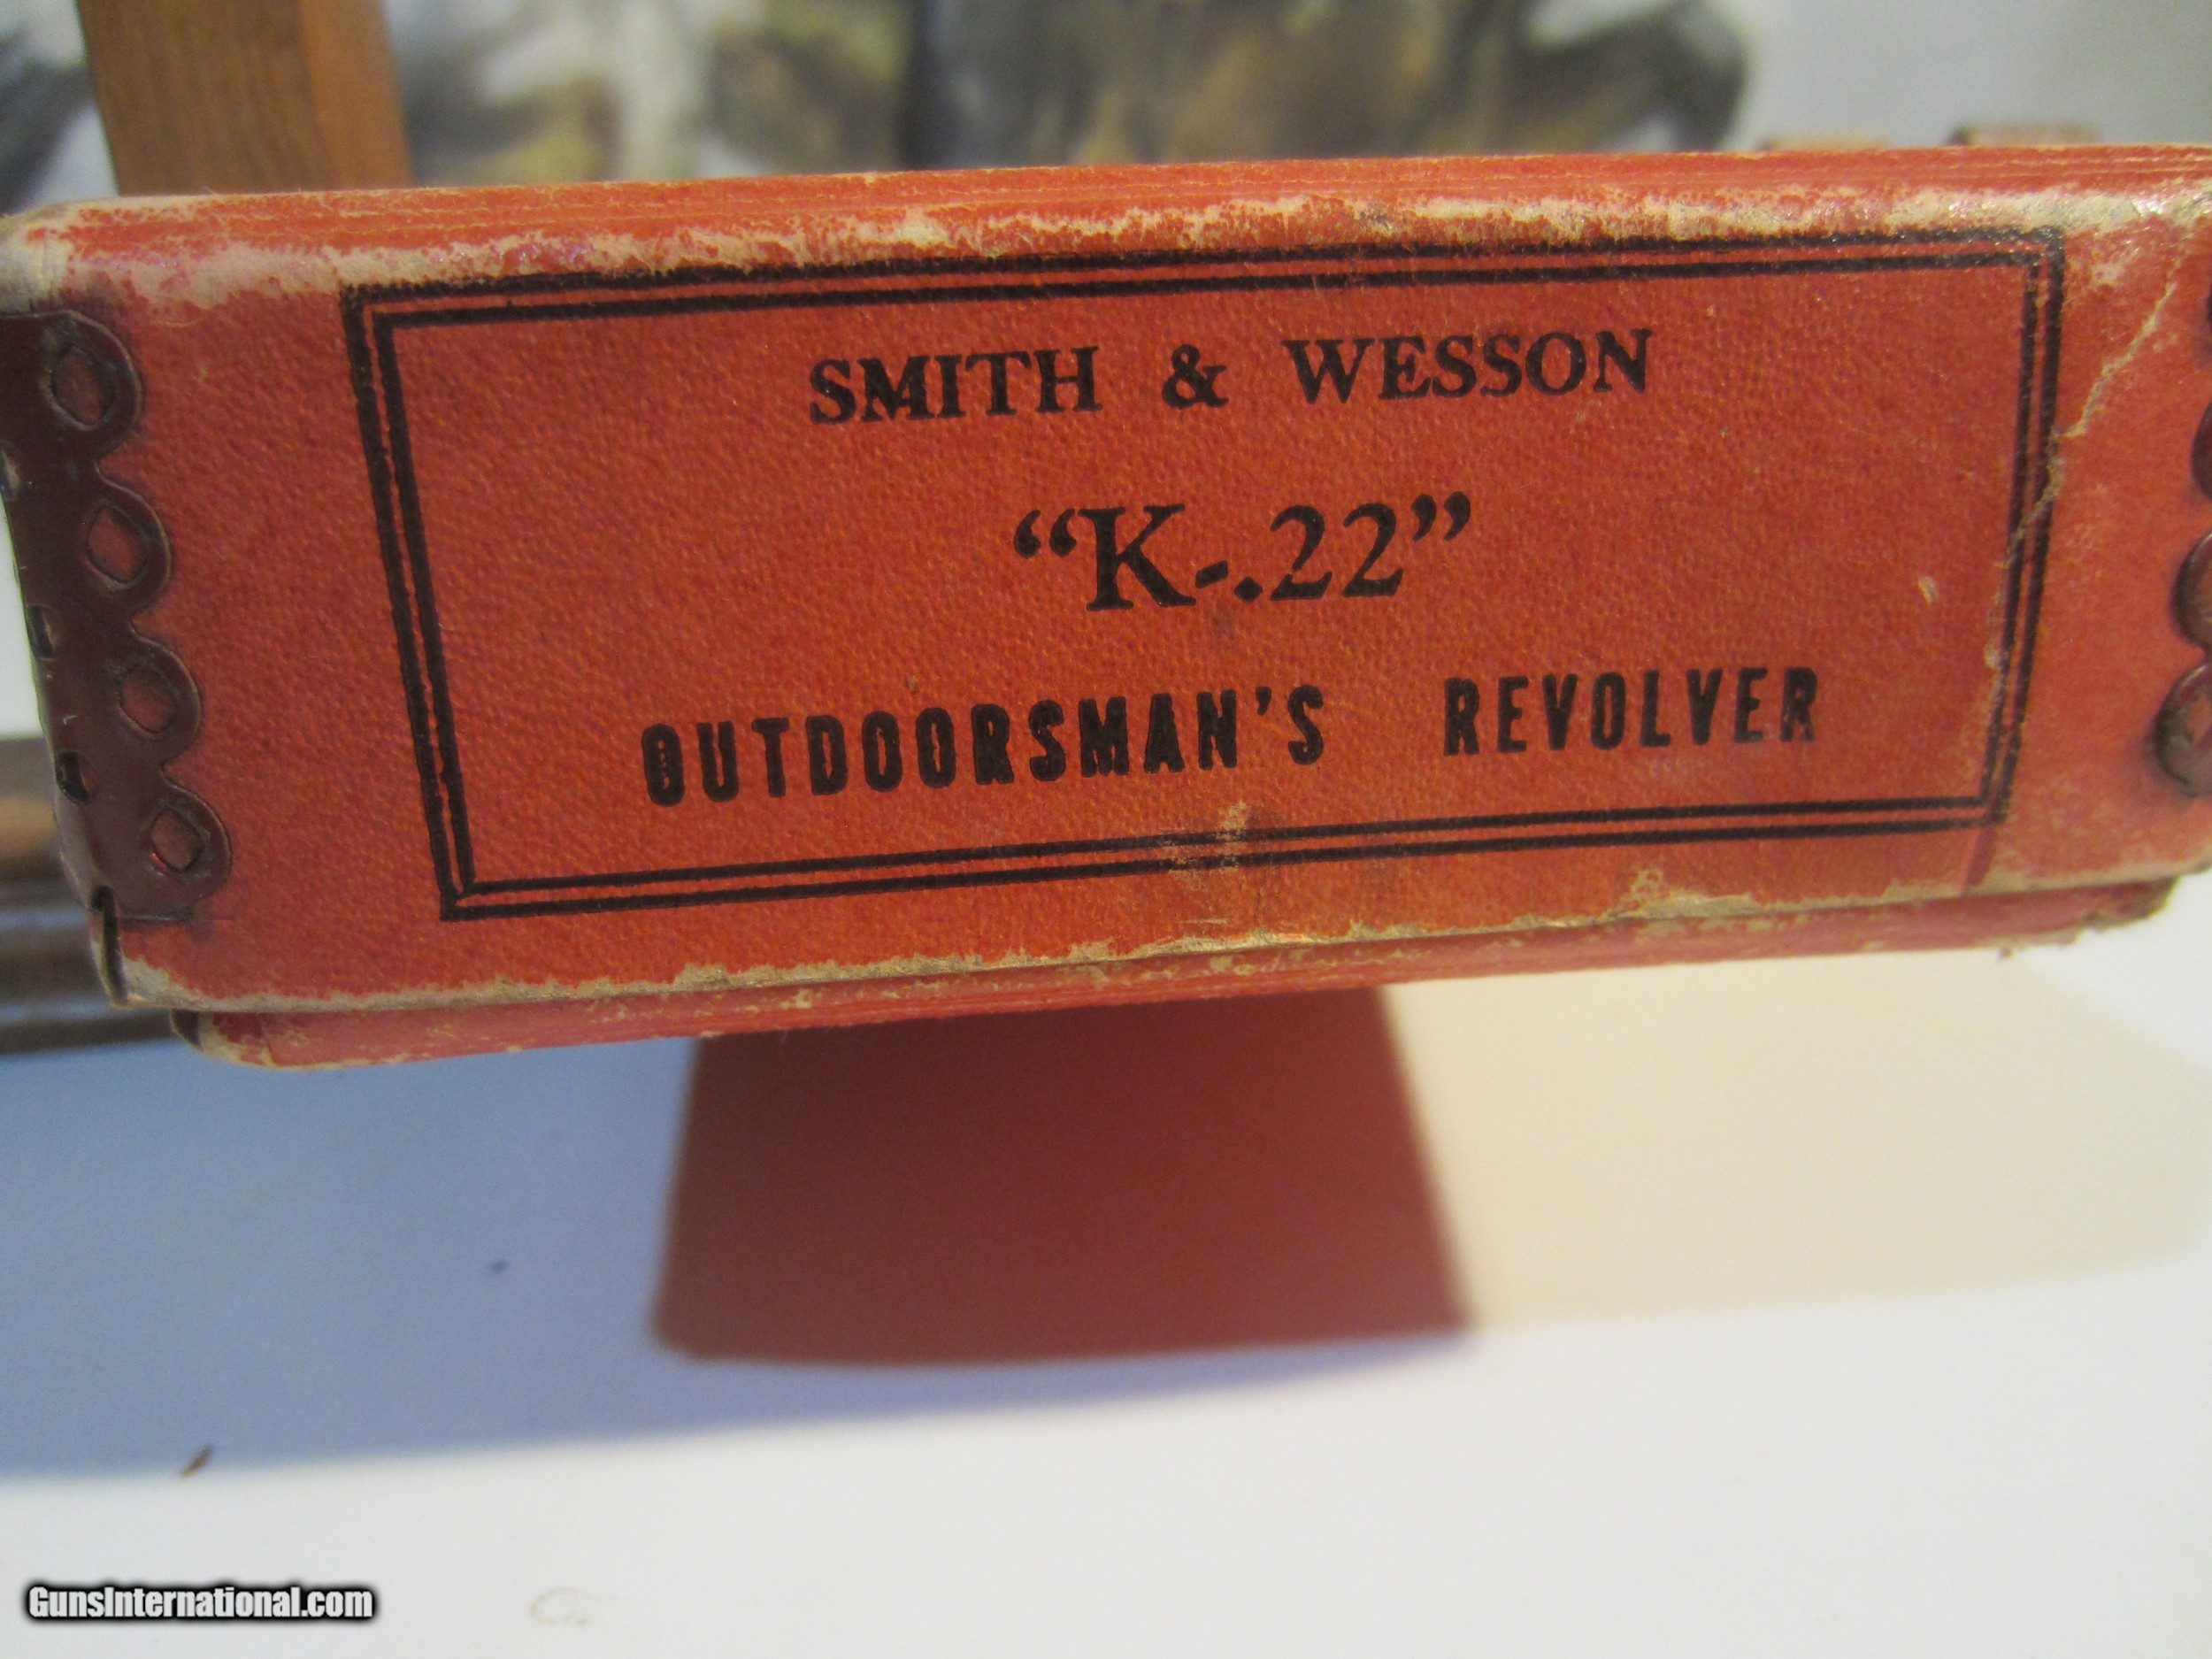 SMITH & WESSON
“K-.22”
OUTDOORSMAN'S REVOLVER
GunsInternational.com